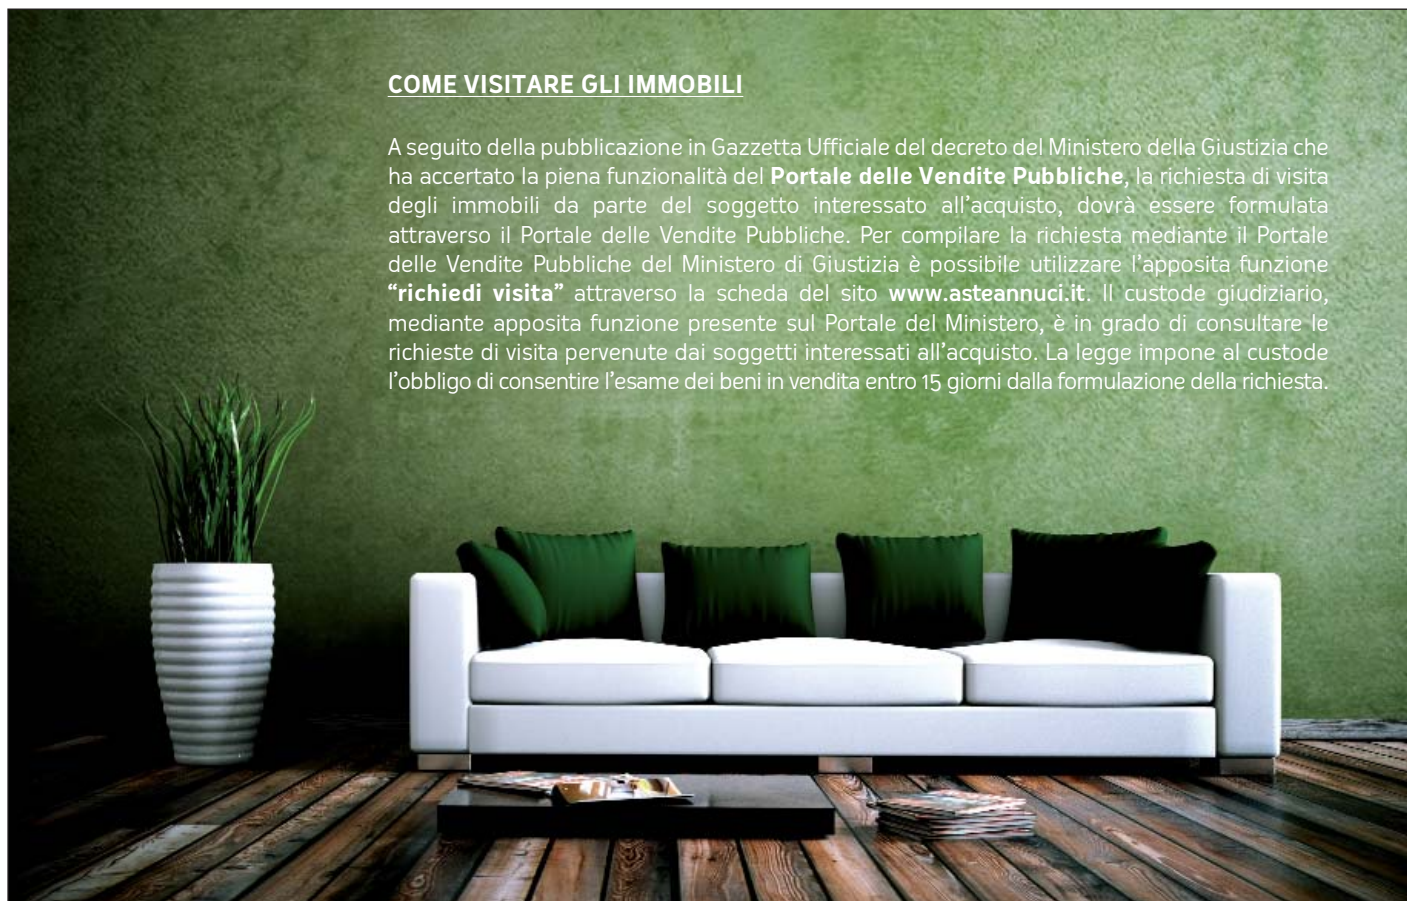 COME VISITARE GLI IMMOBILI
A seguito della pubblicazione in Gazzetta Ufficiale del decreto del Ministero della Giustizia che
ha accertato la piena funzionalità del Portale delle Vendite Pubbliche, la richiesta di visita
degli immobili da parte del soggetto interessato all’acquisto, dovrà essere formulata
attraverso il Portale delle Vendite Pubbliche. Per compilare la richiesta mediante il Portale
delle Vendite Pubbliche del Ministero di Giustizia è possibile utilizzare l’apposita funzione
“richiedi visita” attraverso la scheda del sito www.asteannuci.it. Il custode giudiziario,
mediante apposita funzione presente sul Portale del Ministero, è in grado di consultare le
richieste di visita pervenute dai soggetti interessati all’acquisto. La legge impone al custode
l’obbligo di consentire l’esame dei beni in vendita entro 15 giorni dalla formulazione della richiesta.